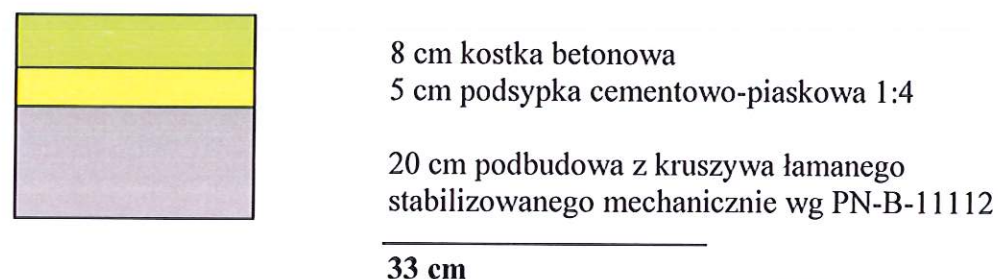 8 cm kostka betonowa
5 cm podsypka cementowo-piaskowa 1:4
20 cm podbudowa z kruszywa łamanego
stabilizowanego mechanicznie wg PN-B-11112
33 cm